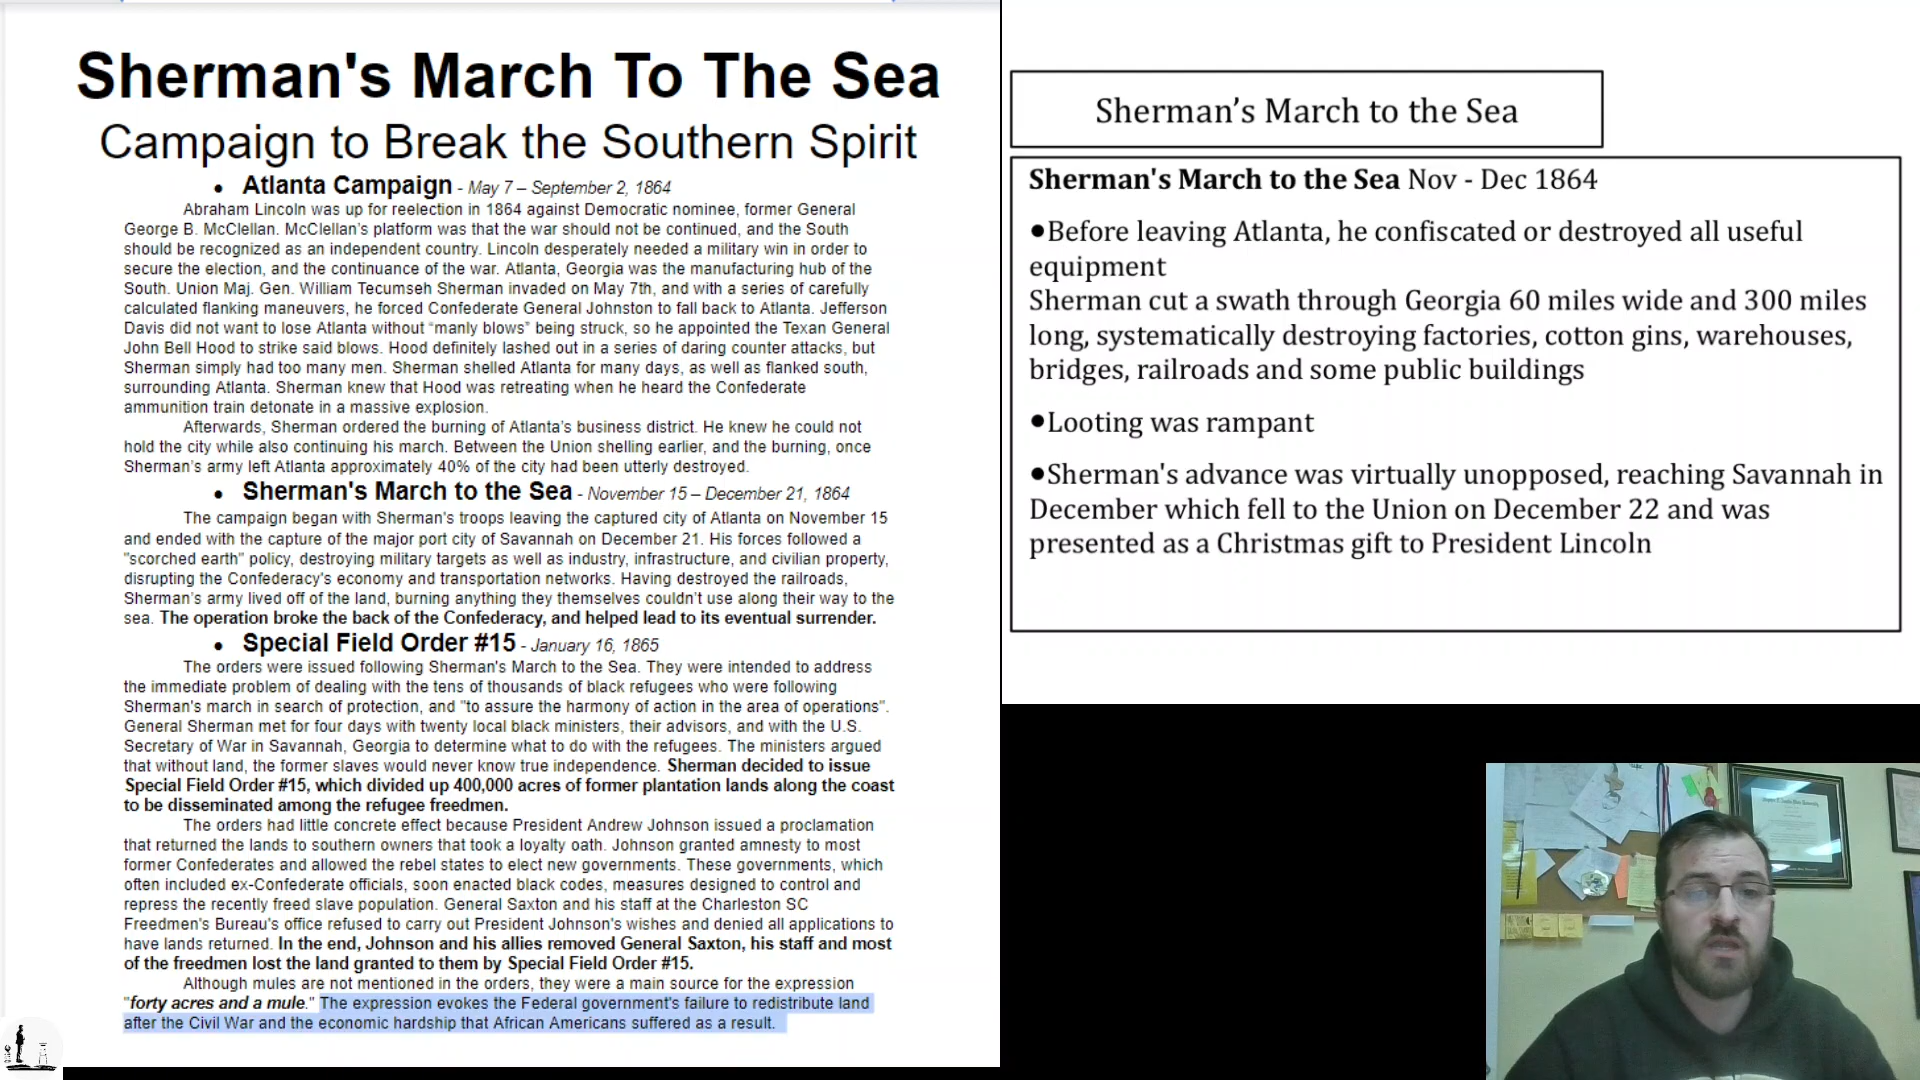 Sherman's March To The Sea
Campaign to Break the Southern Spirit
● Atlanta Campaign - May 7 – September 2, 1864
Abraham Lincoln was up for reelection in 1864 against Democratic nominee, former General
George B. McClellan. McClellan's platform was that the war should not be continued, and the South
should be recognized as an independent country. Lincoln desperately needed a military win in order to
secure the election, and the continuance of the war. Atlanta, Georgia was the manufacturing hub of the
South. Union Maj. Gen. William Tecumseh Sherman invaded on May 7th, and with a series of carefully
calculated flanking maneuvers, he forced Confederate General Johnston to fall back to Atlanta. Jefferson
Davis did not want to lose Atlanta without “manly blows” being struck, so he appointed the Texan General
John Bell Hood to strike said blows. Hood definitely lashed out in a series of daring counter attacks, but
Sherman simply had too many men. Sherman shelled Atlanta for many days, as well as flanked south,
surrounding Atlanta. Sherman knew that Hood was retreating when he heard the Confederate
ammunition train detonate in a massive explosion.
Afterwards, Sherman ordered the burning of Atlanta's business district. He knew he could not
hold the city while also continuing his march. Between the Union shelling earlier, and the burning, once
Sherman's army left Atlanta approximately 40% of the city had been utterly destroyed.
● Sherman's March to the Sea - November 15 – December 21, 1864
The campaign began with Sherman's troops leaving the captured city of Atlanta on November 15
and ended with the capture of the major port city of Savannah on December 21. His forces followed a
"scorched earth" policy, destroying military targets as well as industry, infrastructure, and civilian property,
disrupting the Confederacy's economy and transportation networks. Having destroyed the railroads,
Sherman's army lived off of the land, burning anything they themselves couldn't use along their way to the
sea. The operation broke the back of the Confederacy, and helped lead to its eventual surrender.
● Special Field Order #15 - January 16, 1865
The orders were issued following Sherman's March to the Sea. They were intended to address
the immediate problem of dealing with the tens of thousands of black refugees who were following
Sherman's march in search of protection, and "to assure the harmony of action in the area of operations".
General Sherman met for four days with twenty local black ministers, their advisors, and with the U.S.
Secretary of War in Savannah, Georgia to determine what to do with the refugees. The ministers argued
that without land, the former slaves would never know true independence. Sherman decided to issue
Special Field Order #15, which divided up 400,000 acres of former plantation lands along the coast
to be disseminated among the refugee freedmen.
The orders had little concrete effect because President Andrew Johnson issued a proclamation
that returned the lands to southern owners that took a loyalty oath. Johnson granted amnesty to most
former Confederates and allowed the rebel states to elect new governments. These governments, which
often included ex-Confederate officials, soon enacted black codes, measures designed to control and
repress the recently freed slave population. General Saxton and his staff at the Charleston SC
Freedmen's Bureau's office refused to carry out President Johnson's wishes and denied all applications to
have lands returned. In the end, Johnson and his allies removed General Saxton, his staff and most
of the freedmen lost the land granted to them by Special Field Order #15.
Although mules are not mentioned in the orders, they were a main source for the expression
"forty acres and a mule." The expression evokes the Federal government's failure to redistribute land
after the Civil War and the economic hardship that African Americans suffered as a result.
Sherman’s March to the Sea
Sherman's March to the Sea Nov - Dec 1864
●Before leaving Atlanta, he confiscated or destroyed all useful
equipment
Sherman cut a swath through Georgia 60 miles wide and 300 miles
long, systematically destroying factories, cotton gins, warehouses,
bridges, railroads and some public buildings
●Looting was rampant
●Sherman's advance was virtually unopposed, reaching Savannah in
December which fell to the Union on December 22 and was
presented as a Christmas gift to President Lincoln